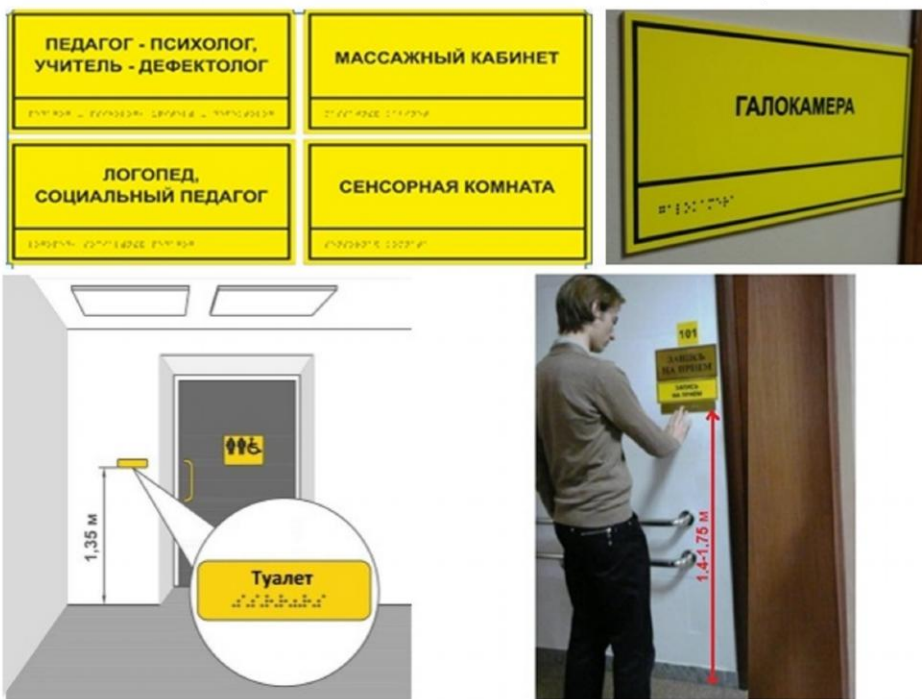 ПЕДАГОГ - ПСИХОЛОГ,
УЧИТЕЛЬ - ДЕФЕКТОЛОГ
МАССАЖНЫЙ КАБИНЕТ
ЛОГОПЕД,
СОЦИАЛЬНЫЙ ПЕДАГОГ
СЕНСОРНАЯ КОМНАТА
ГАЛОКАМЕРА
1,35 м
Туалет
101
ЗАПИСЬ
НА ПРИЕМ
ЗАПИСЬ
НА ПРИЁМ
1.4-1.75 м